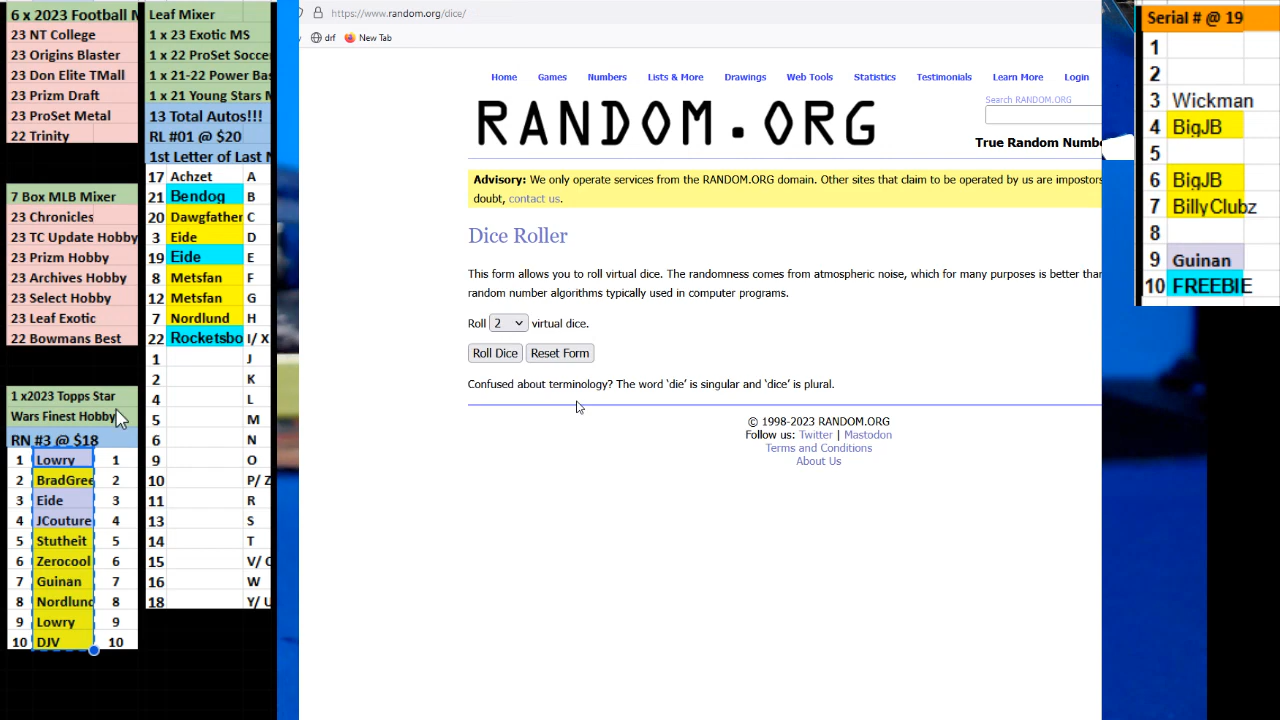 6 x 2023 Football
23 NT College
23 Origins Blaster
23 Don Elite TMall
23 Prizm Draft
23 ProSet Metal
22 Trinity
7 Box MLB Mixer
23 Chronicles
23 TC Update Hobby
23 Prizm Hobby
23 Archives Hobby
23 Select Hobby
23 Leaf Exotic
22 Bowmans Best
1 x2023 Topps Star
Wars Finest Hobby
RN #3 @ $18
1 Lowry 1
2 BradGree 2
3 Eide 3
4 JCouture 4
5 Stutheit 5
6 Zerocool 6
7 Guinan 7
8 Nordlund 8
9 Lowry 9
10 DJV 10
Leaf Mixer
1 x 23 Exotic MS
1 x 22 ProSet Soccer
1 x 21-22 Power Bas
1 x 21 Young Stars
13 Total Autos!!!
RL #01 @ $20
1st Letter of Last
17 Achzet A
21 Bendog B
20 Dawgfather C
3 Eide D
19 Eide E
8 Metsfan F
12 Metsfan G
7 Nordlund H
22 Rocketsbo I/ X
1 J
2 K
4 L
5 M
6 N
9 O
10 P/ Z
11 R
13 S
14 T
15 V/
16 W
18 Y/ U
https://www.random.org/dice/
drf New Tab
Home Games Numbers Lists & More Drawings Web Tools Statistics Testimonials Learn More Login
Search RANDOM.ORG
RANDOM.ORG
True Random Numb
Advisory: We only operate services from the RANDOM.ORG domain. Other sites that claim to be operated by us are impostors
doubt, contact us.
Dice Roller
This form allows you to roll virtual dice. The randomness comes from atmospheric noise, which for many purposes is better tha
random number algorithms typically used in computer programs.
Roll 2 virtual dice.
Roll Dice Reset Form
Confused about terminology? The word ‘die’ is singular and ‘dice’ is plural.
© 1998-2023 RANDOM.ORG
Follow us: Twitter | Mastodon
Terms and Conditions
About Us
Serial # @ 19
1
2
3 Wickman
4 BigJB
5
6 BigJB
7 BillyClubz
8
9 Guinan
10 FREEBIE